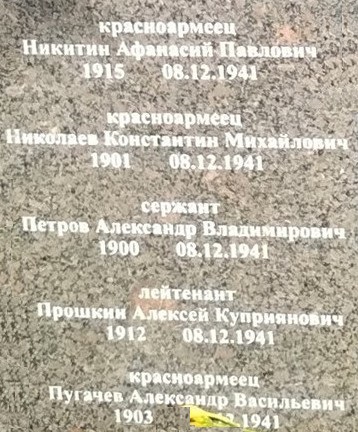 красноармеец
Никитин Афанасий Павлович
1915 08.12.1941
красноармеец
Николаев Константин Михайлович
1901 08.12.1941
сержант
Петров Александр Владимирович
1900 08.12.1941
лейтенант
Прошкин Алексей Куприянович
1912 08.12.1941
красноармеец
Пугачев Александр Васильевич
1903